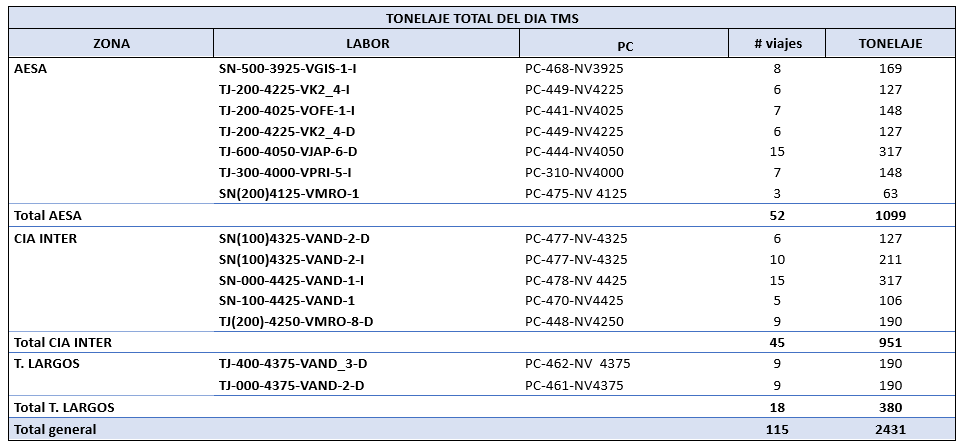 TONELAJE TOTAL DEL DIA TMS
ZONA LABOR PC # viajes TONELAJE
AESA SN-500-3925-VGIS-1-I PC-468-NV3925 8 169
TJ-200-4225-VK2_4-I PC-449-NV4225 6 127
TJ-200-4025-VOFE-1-I PC-441-NV4025 7 148
TJ-200-4225-VK2_4-D PC-449-NV4225 6 127
TJ-600-4050-VJAP-6-D PC-444-NV4050 15 317
TJ-300-4000-VPRI-5-I PC-310-NV4000 7 148
SN(200)4125-VMRO-1 PC-475-NV 4125 3 63
Total AESA 52 1099
CIA INTER SN(100)4325-VAND-2-D PC-477-NV-4325 6 127
SN(100)4325-VAND-2-I PC-477-NV-4325 10 211
SN-000-4425-VAND-1-I PC-478-NV 4425 15 317
SN-100-4425-VAND-1 PC-470-NV4425 5 106
TJ(200)-4250-VMRO-8-D PC-448-NV4250 9 190
Total CIA INTER 45 951
T. LARGOS TJ-400-4375-VAND_3-D PC-462-NV  4375 9 190
TJ-000-4375-VAND-2-D PC-461-NV4375 9 190
Total T. LARGOS 18 380
Total general 115 2431